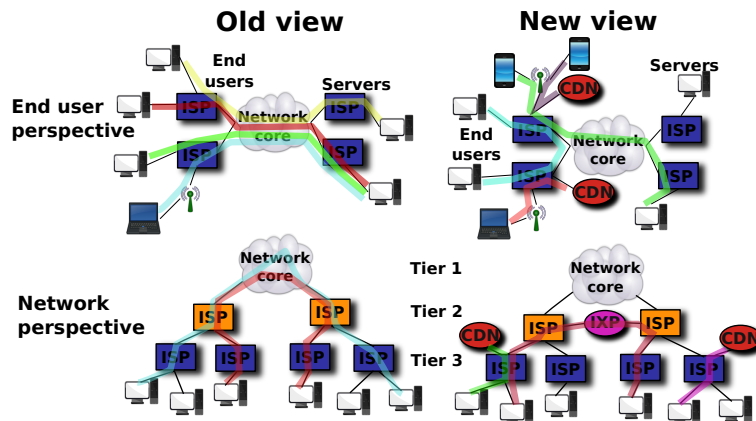 Old view
New view
End
users
Servers
ISP
ISP
End user
perspective
Network
core
ISP
ISP
CDN
Servers
ISP
ISP
End
users
Network
core
ISP
ISP
CDN
Network
perspective
Network
core
ISP
ISP
ISP
ISP
ISP
ISP
Tier 1
Tier 2
Tier 3
Network
core
ISP
IXP
ISP
CDN
CDN
ISP
ISP
ISP
ISP